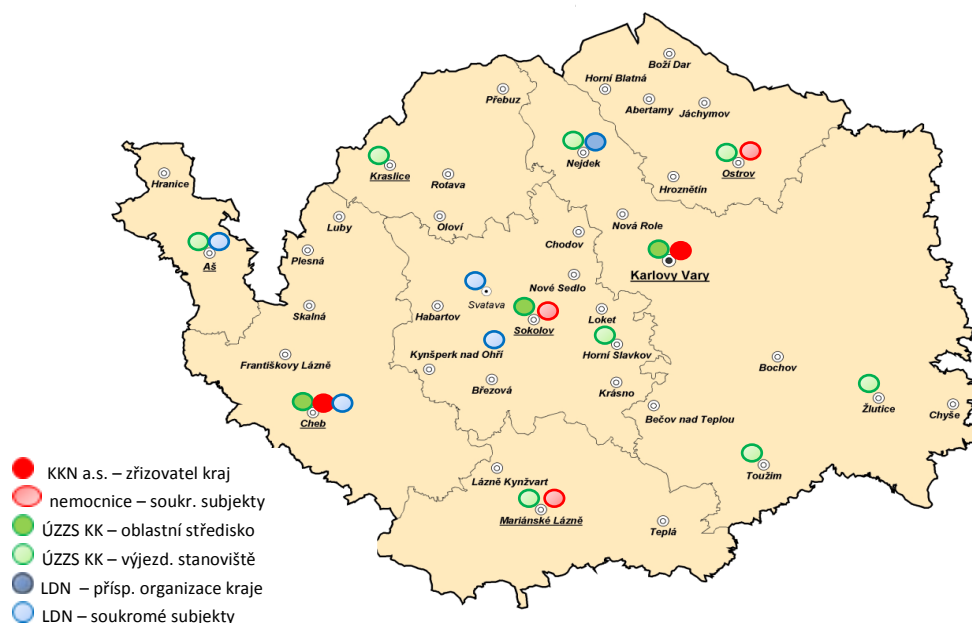 Boží Dar
Horní Blatná
Přebuz
Abertamy
Jáchymov
Nejdek
Ostrov
Kraslice
Hranice
Rotava
Hroznětín
Luby
Oloví
Nová Role
Chodov
Aš
Plesná
Karlovy Vary
Nové Sedlo
Svatava
Skalná
Habartov
Loket
Sokolov
Horní Slavkov
Františkovy Lázně
Kynšperk nad Ohří
Bochov
Březová
Krásno
Žlutice
Chyše
Cheb
Bečov nad Teplou
Toužim
Lázně Kynžvart
Mariánské Lázně
Teplá
KKN a.s. – zřizovatel kraj
nemocnice – soukr. subjekty
ÚZZS KK – oblastní středisko
ÚZZS KK – výjezd. stanoviště
LDN – přísp. organizace kraje
LDN – soukromé subjekty